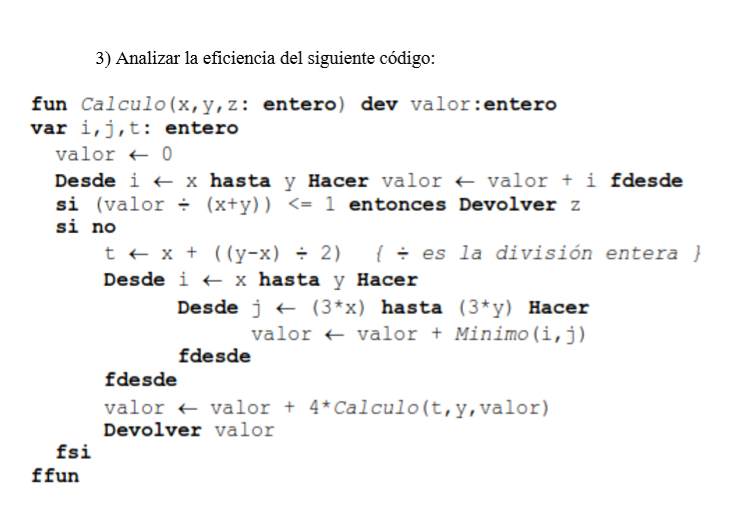 3) Analizar la eficiencia del siguiente código:
fun Calculo(x,y,z: entero) dev valor:entero
var i,j,t: entero
valor ← 0
Desde i ← x hasta y Hacer valor ← valor + i fdesde
si (valor ÷ (x+y)) <= 1 entonces Devolver z
si no
t ← x + ((y-x) ÷ 2) { ÷ es la división entera }
Desde i ← x hasta y Hacer
Desde j ← (3*x) hasta (3*y) Hacer
valor ← valor + Minimo(i,j)
fdesde
fdesde
valor ← valor + 4*Calculo(t,y,valor)
Devolver valor
fsi
ffun